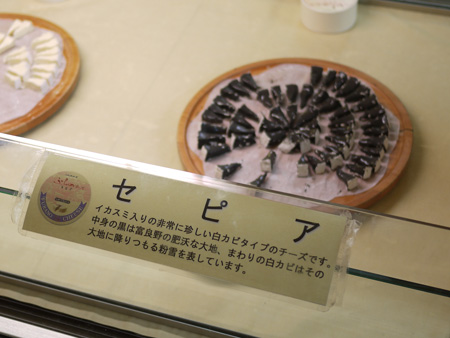 セピア
イカスミ入りの非常に珍しい白カビタイプのチーズです。
中身の黒は富良野の肥沃な大地、まわりの白カビはその
大地に降りつもる粉雪を表しています。